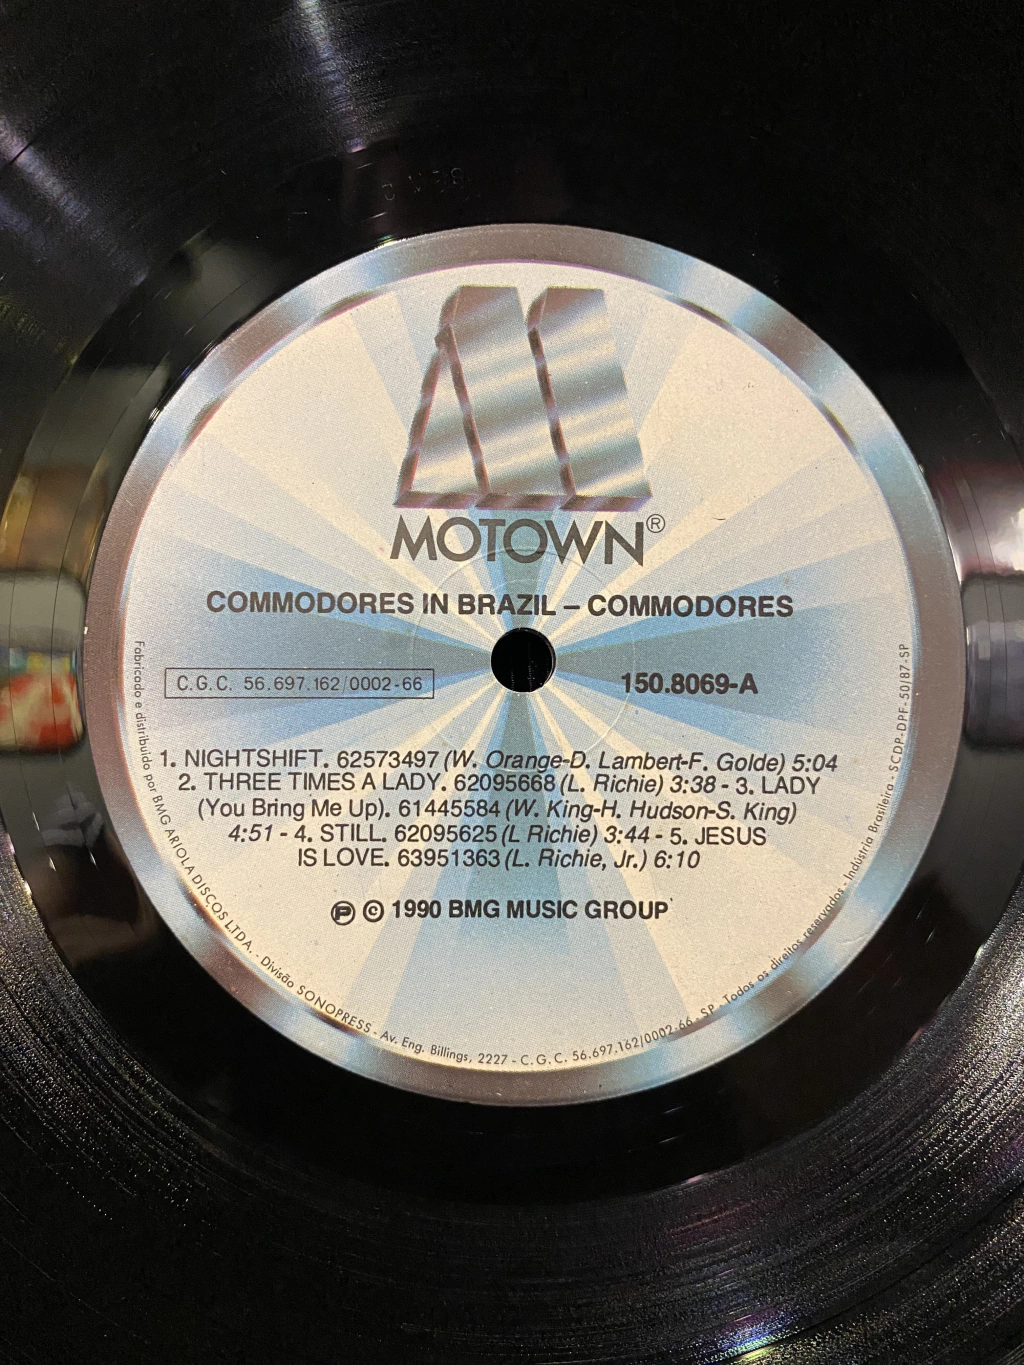 MOTOWN®
COMMODORES IN BRAZIL – COMMODORES
C.G.C. 56.697.162/0002-66
150.8069-A
1. NIGHTSHIFT. 62573497 (W. Orange-D. Lambert-F. Golde) 5:04
2. THREE TIMES A LADY. 62095668 (L. Richie) 3:38 - 3. LADY
(You Bring Me Up). 61445584 (W. King-H. Hudson-S. King)
4:51 - 4. STILL. 62095625 (L Richie) 3:44 - 5. JESUS
IS LOVE. 63951363 (L. Richie, Jr.) 6:10
℗ © 1990 BMG MUSIC GROUP
Fabricado e distribuido por BMG ARIOLA DISCOS LTDA. - Divisão SONOPRESS - Av. Eng. Billings, 2227 - C.G.C. 56.697.162/0002-66 - SP - Todos os direitos reservados - Indústria Brasileira - SCDP-DPF-50/87-SP